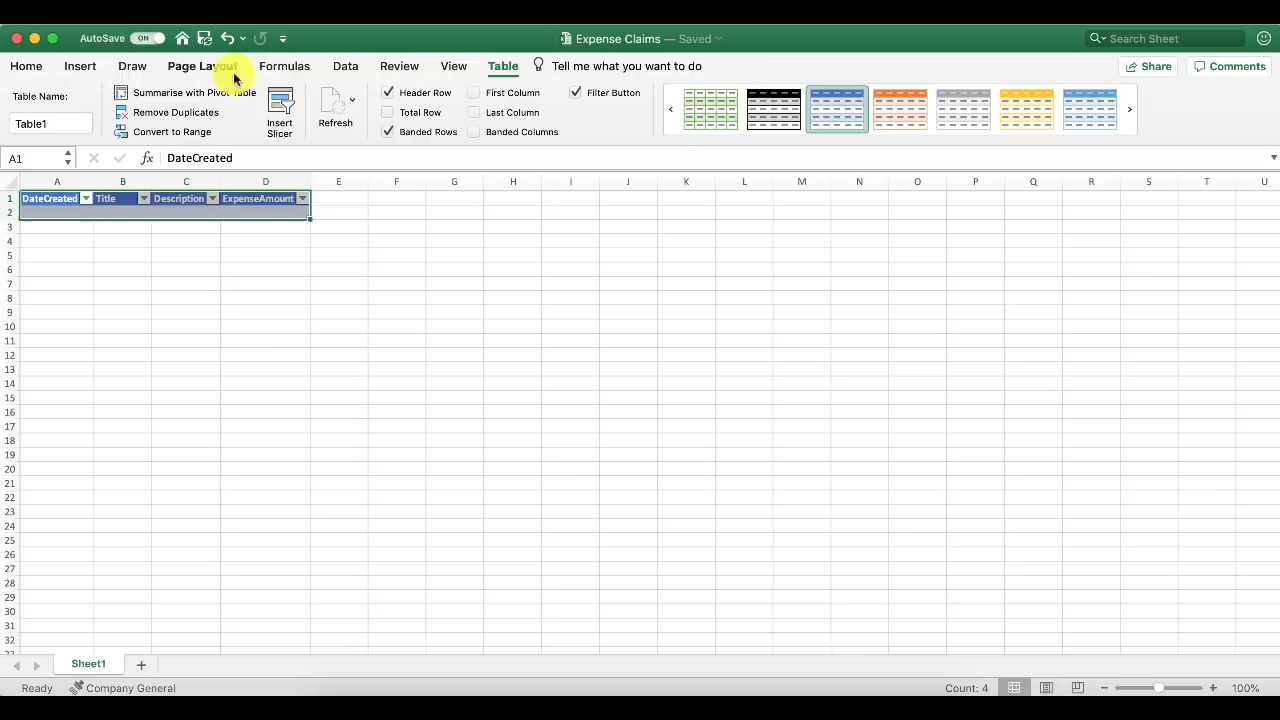 AutoSave ON
Expense Claims — Saved
Search Sheet
Home Insert Draw Page Layout Formulas Data Review View Table Tell me what you want to do
Share Comments
Table Name:
Table1
Summarise with Pivot Table
Convert to Range
Insert Slicer
Refresh
Header Row
Total Row
Banded Rows
First Column
Last Column
Banded Columns
Filter Button
A1 fx DateCreated
A B C D E F G H I J K L M N O P Q R S T U
1 DateCreated Title Description ExpenseAmount
2
3
4
5
6
7
8
9
10
11
12
13
14
15
16
17
18
19
20
21
22
23
24
25
26
27
28
29
30
31
32
Sheet1 +
Ready Company General Count: 4 − + 100%